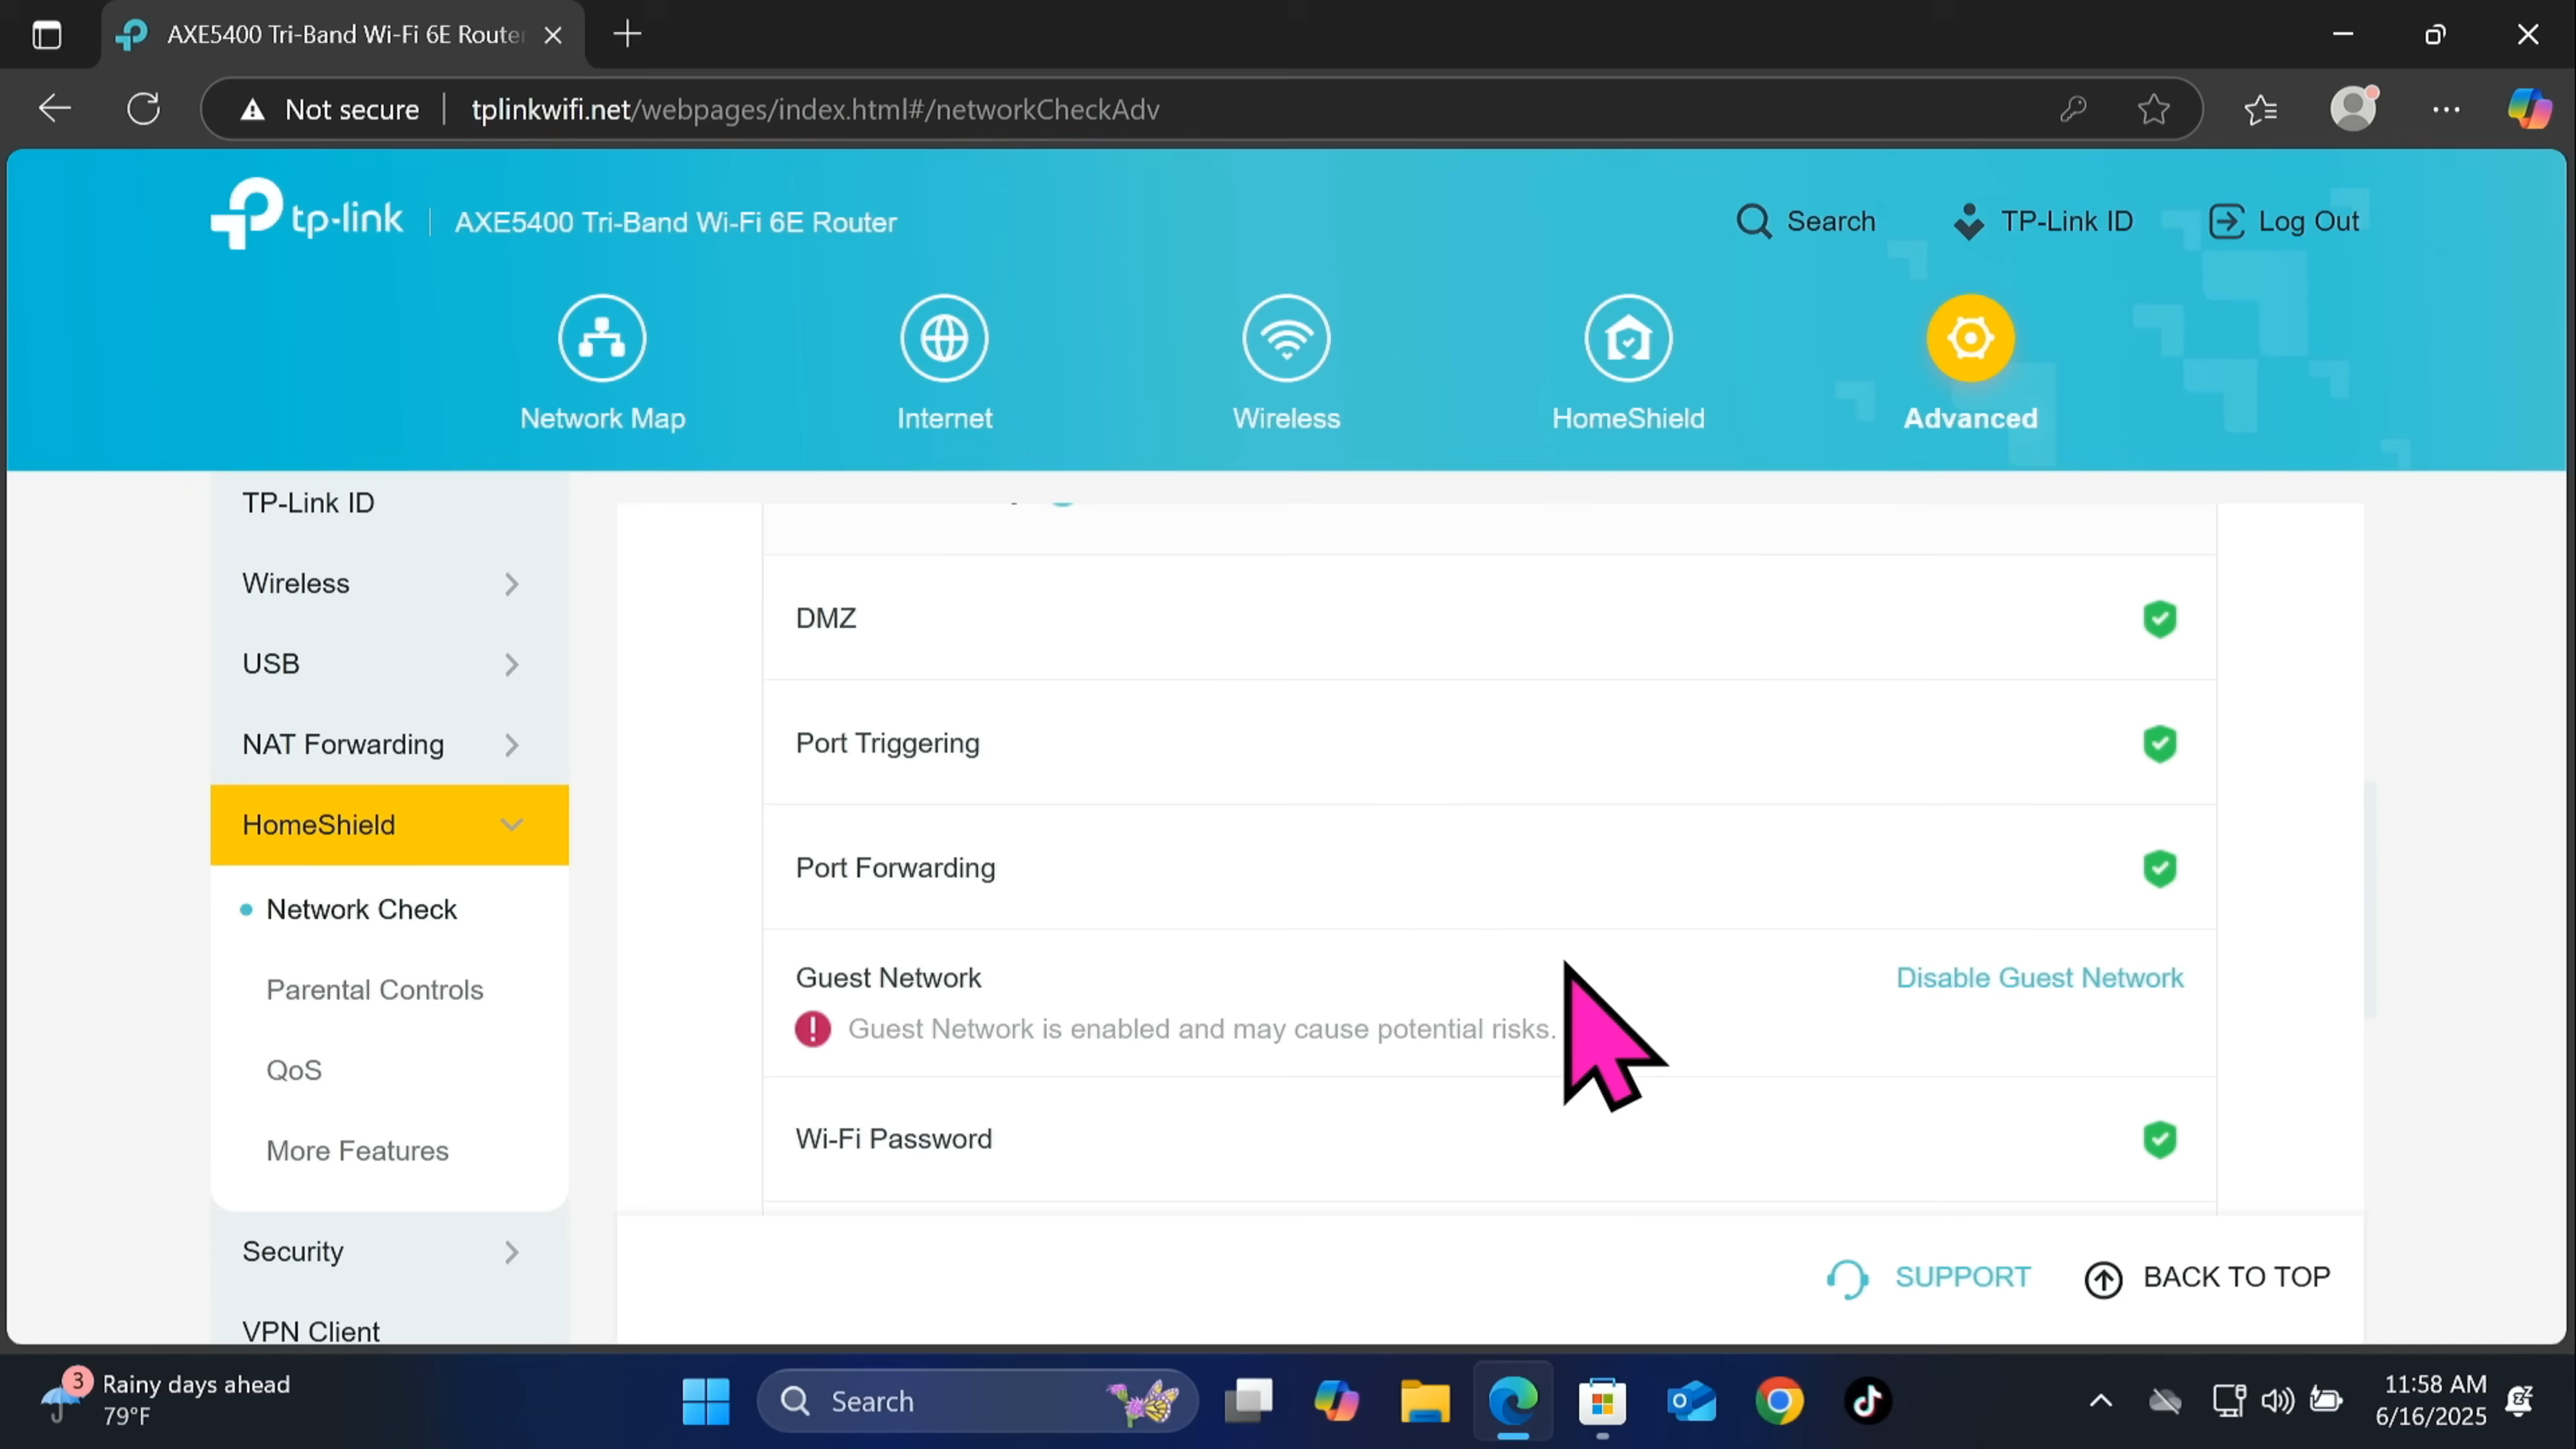 AXE5400 Tri-Band Wi-Fi 6E Router
Not secure
tplinkwifi.net/webpages/index.html#/networkCheckAdv
tp-link
AXE5400 Tri-Band Wi-Fi 6E Router
Search
TP-Link ID
Log Out
Network Map
Internet
Wireless
HomeShield
Advanced
TP-Link ID
Wireless
USB
NAT Forwarding
HomeShield
Network Check
Parental Controls
QoS
More Features
Security
VPN Client
DMZ
Port Triggering
Port Forwarding
Guest Network
Disable Guest Network
Guest Network is enabled and may cause potential risks.
Wi-Fi Password
SUPPORT
BACK TO TOP
3
Rainy days ahead
79°F
Search
11:58 AM
6/16/2025